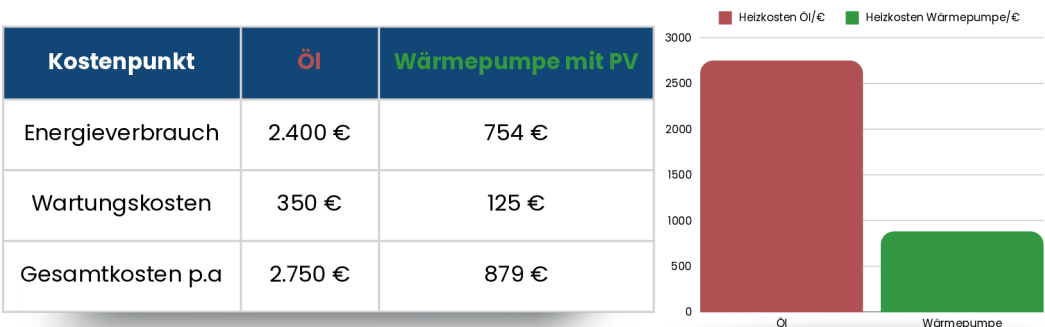 Kostenpunkt Öl Wärmepumpe mit PV
Energieverbrauch 2.400 € 754 €
Wartungskosten 350 € 125 €
Gesamtkosten p.a 2.750 € 879 €
Heizkosten Öl/€ Heizkosten Wärmepumpe/€
3000
2500
2000
1500
1000
500
0
Öl Wärmepumpe